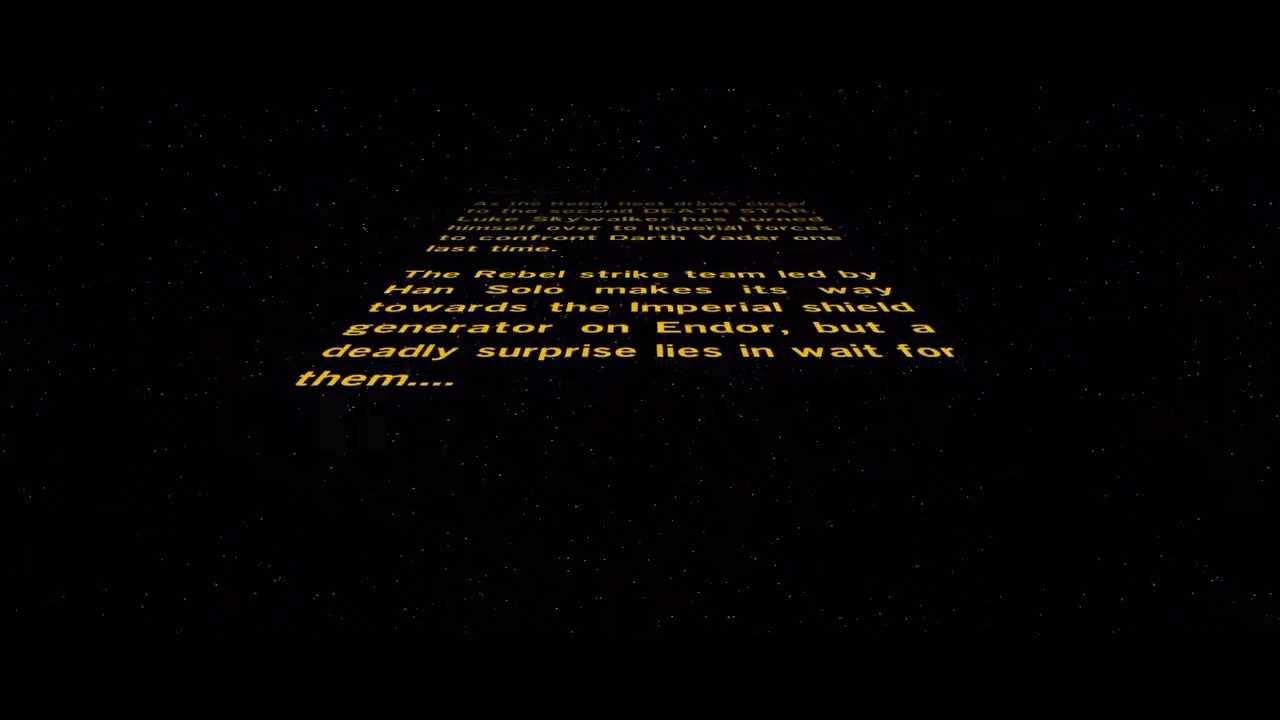 As the Rebel fleet draws closer
to the second DEATH STAR,
Luke Skywalker has turned
himself over to Imperial forces
to confront Darth Vader one
last time.
The Rebel strike team led by
Han Solo makes its way
towards the Imperial shield
generator on Endor, but a
deadly surprise lies in wait for
them....